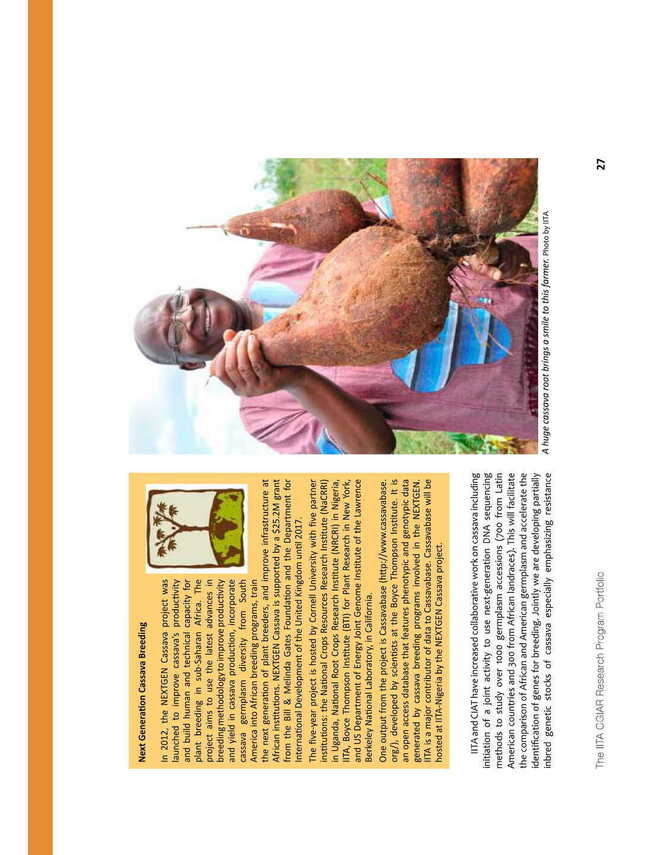 Next Generation Cassava Breeding
In 2012, the NEXTGEN Cassava project was
launched to improve cassava's productivity
and build human and technical capacity for
plant breeding in sub-Saharan Africa. The
project aims to use the latest advances in
breeding methodology to improve productivity
and yield in cassava production, incorporate
cassava germplasm diversity from South
America into African breeding programs, train
the next generation of plant breeders, and improve infrastructure at
African institutions. NEXTGEN Cassava is supported by a $25.2M grant
from the Bill & Melinda Gates Foundation and the Department for
International Development of the United Kingdom until 2017.
The five-year project is hosted by Cornell University with five partner
institutions: the National Crops Resources Research Institute (NaCRRI)
in Uganda, National Root Crops Research Institute (NRCRI) in Nigeria,
IITA, Boyce Thompson Institute (BTI) for Plant Research in New York,
and US Department of Energy Joint Genome Institute of the Lawrence
Berkeley National Laboratory, in California.
One output from the project is Cassavabase (http://www.cassavabase.
org/), developed by scientists at the Boyce Thompson Institute. It is
an open access database that features phenotypic and genotypic data
generated by cassava breeding programs involved in the NEXTGEN.
IITA is a major contributor of data to Cassavabase. Cassavabase will be
hosted at IITA-Nigeria by the NEXTGEN Cassava project.
IITA and CIAT have increased collaborative work on cassava including
initiation of a joint activity to use next-generation DNA sequencing
methods to study over 1000 germplasm accessions (700 from Latin
American countries and 300 from African landraces). This will facilitate
the comparison of African and American germplasm and accelerate the
identification of genes for breeding. Jointly we are developing partially
inbred genetic stocks of cassava especially emphasizing resistance
A huge cassava root brings a smile to this farmer. Photo by IITA
The IITA CGIAR Research Program Portfolio
27